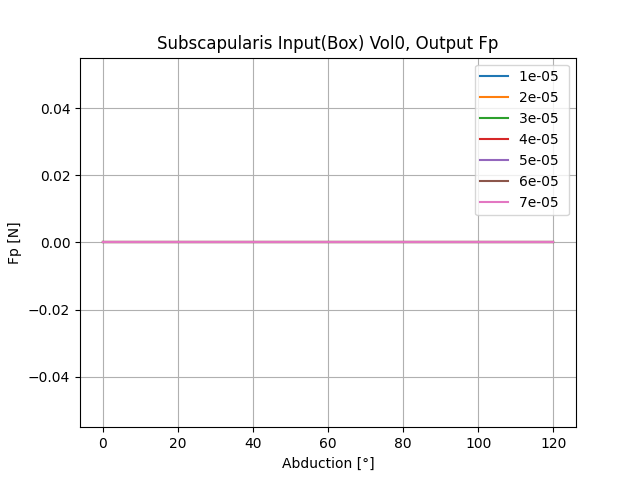 Subscapularis Input(Box) Vol0, Output Fp
1e-05
2e-05
3e-05
4e-05
5e-05
6e-05
7e-05
0.04
0.02
0.00
−0.02
−0.04
Fp [N]
0 20 40 60 80 100 120
Abduction [°]